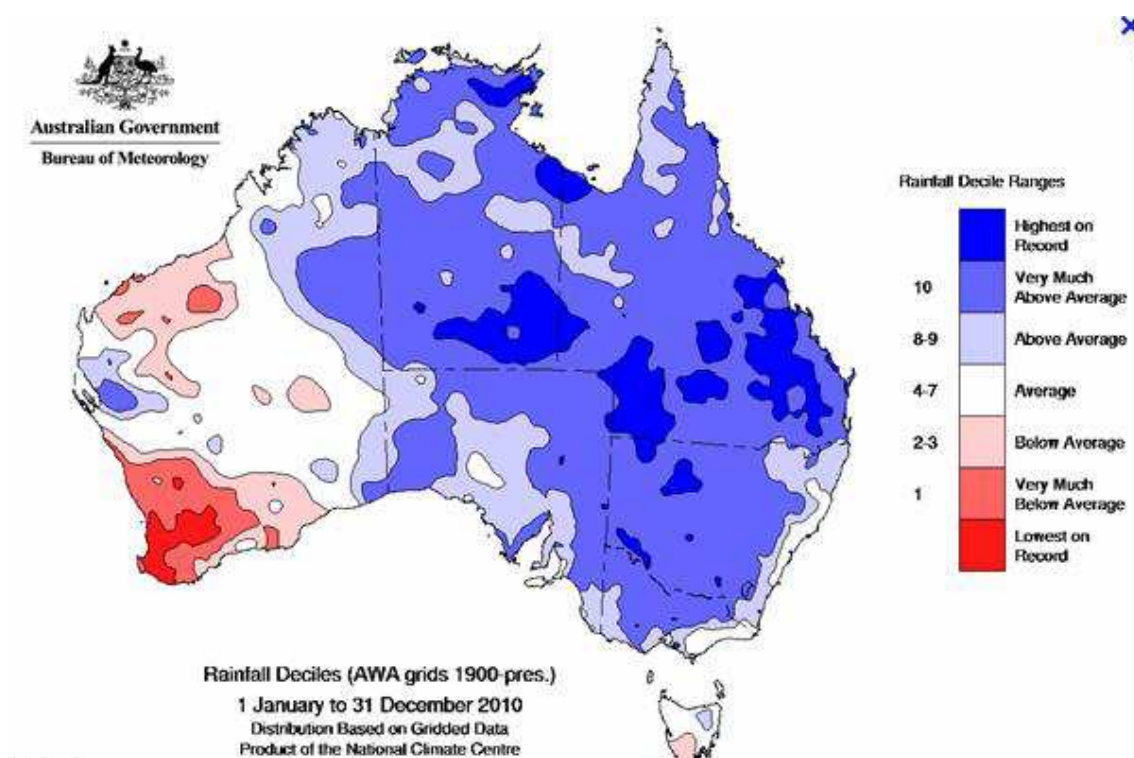 Australian Government
Bureau of Meteorology
Rainfall Decile Ranges
Highest on
Record
10
Very Much
Above Average
8-9
Above Average
4-7
Average
2-3
Below Average
1
Very Much
Below Average
Lowest on
Record
Rainfall Deciles (AWA grids 1900-pres.)
1 January to 31 December 2010
Distribution Based on Gridded Data
Product of the National Climate Centre